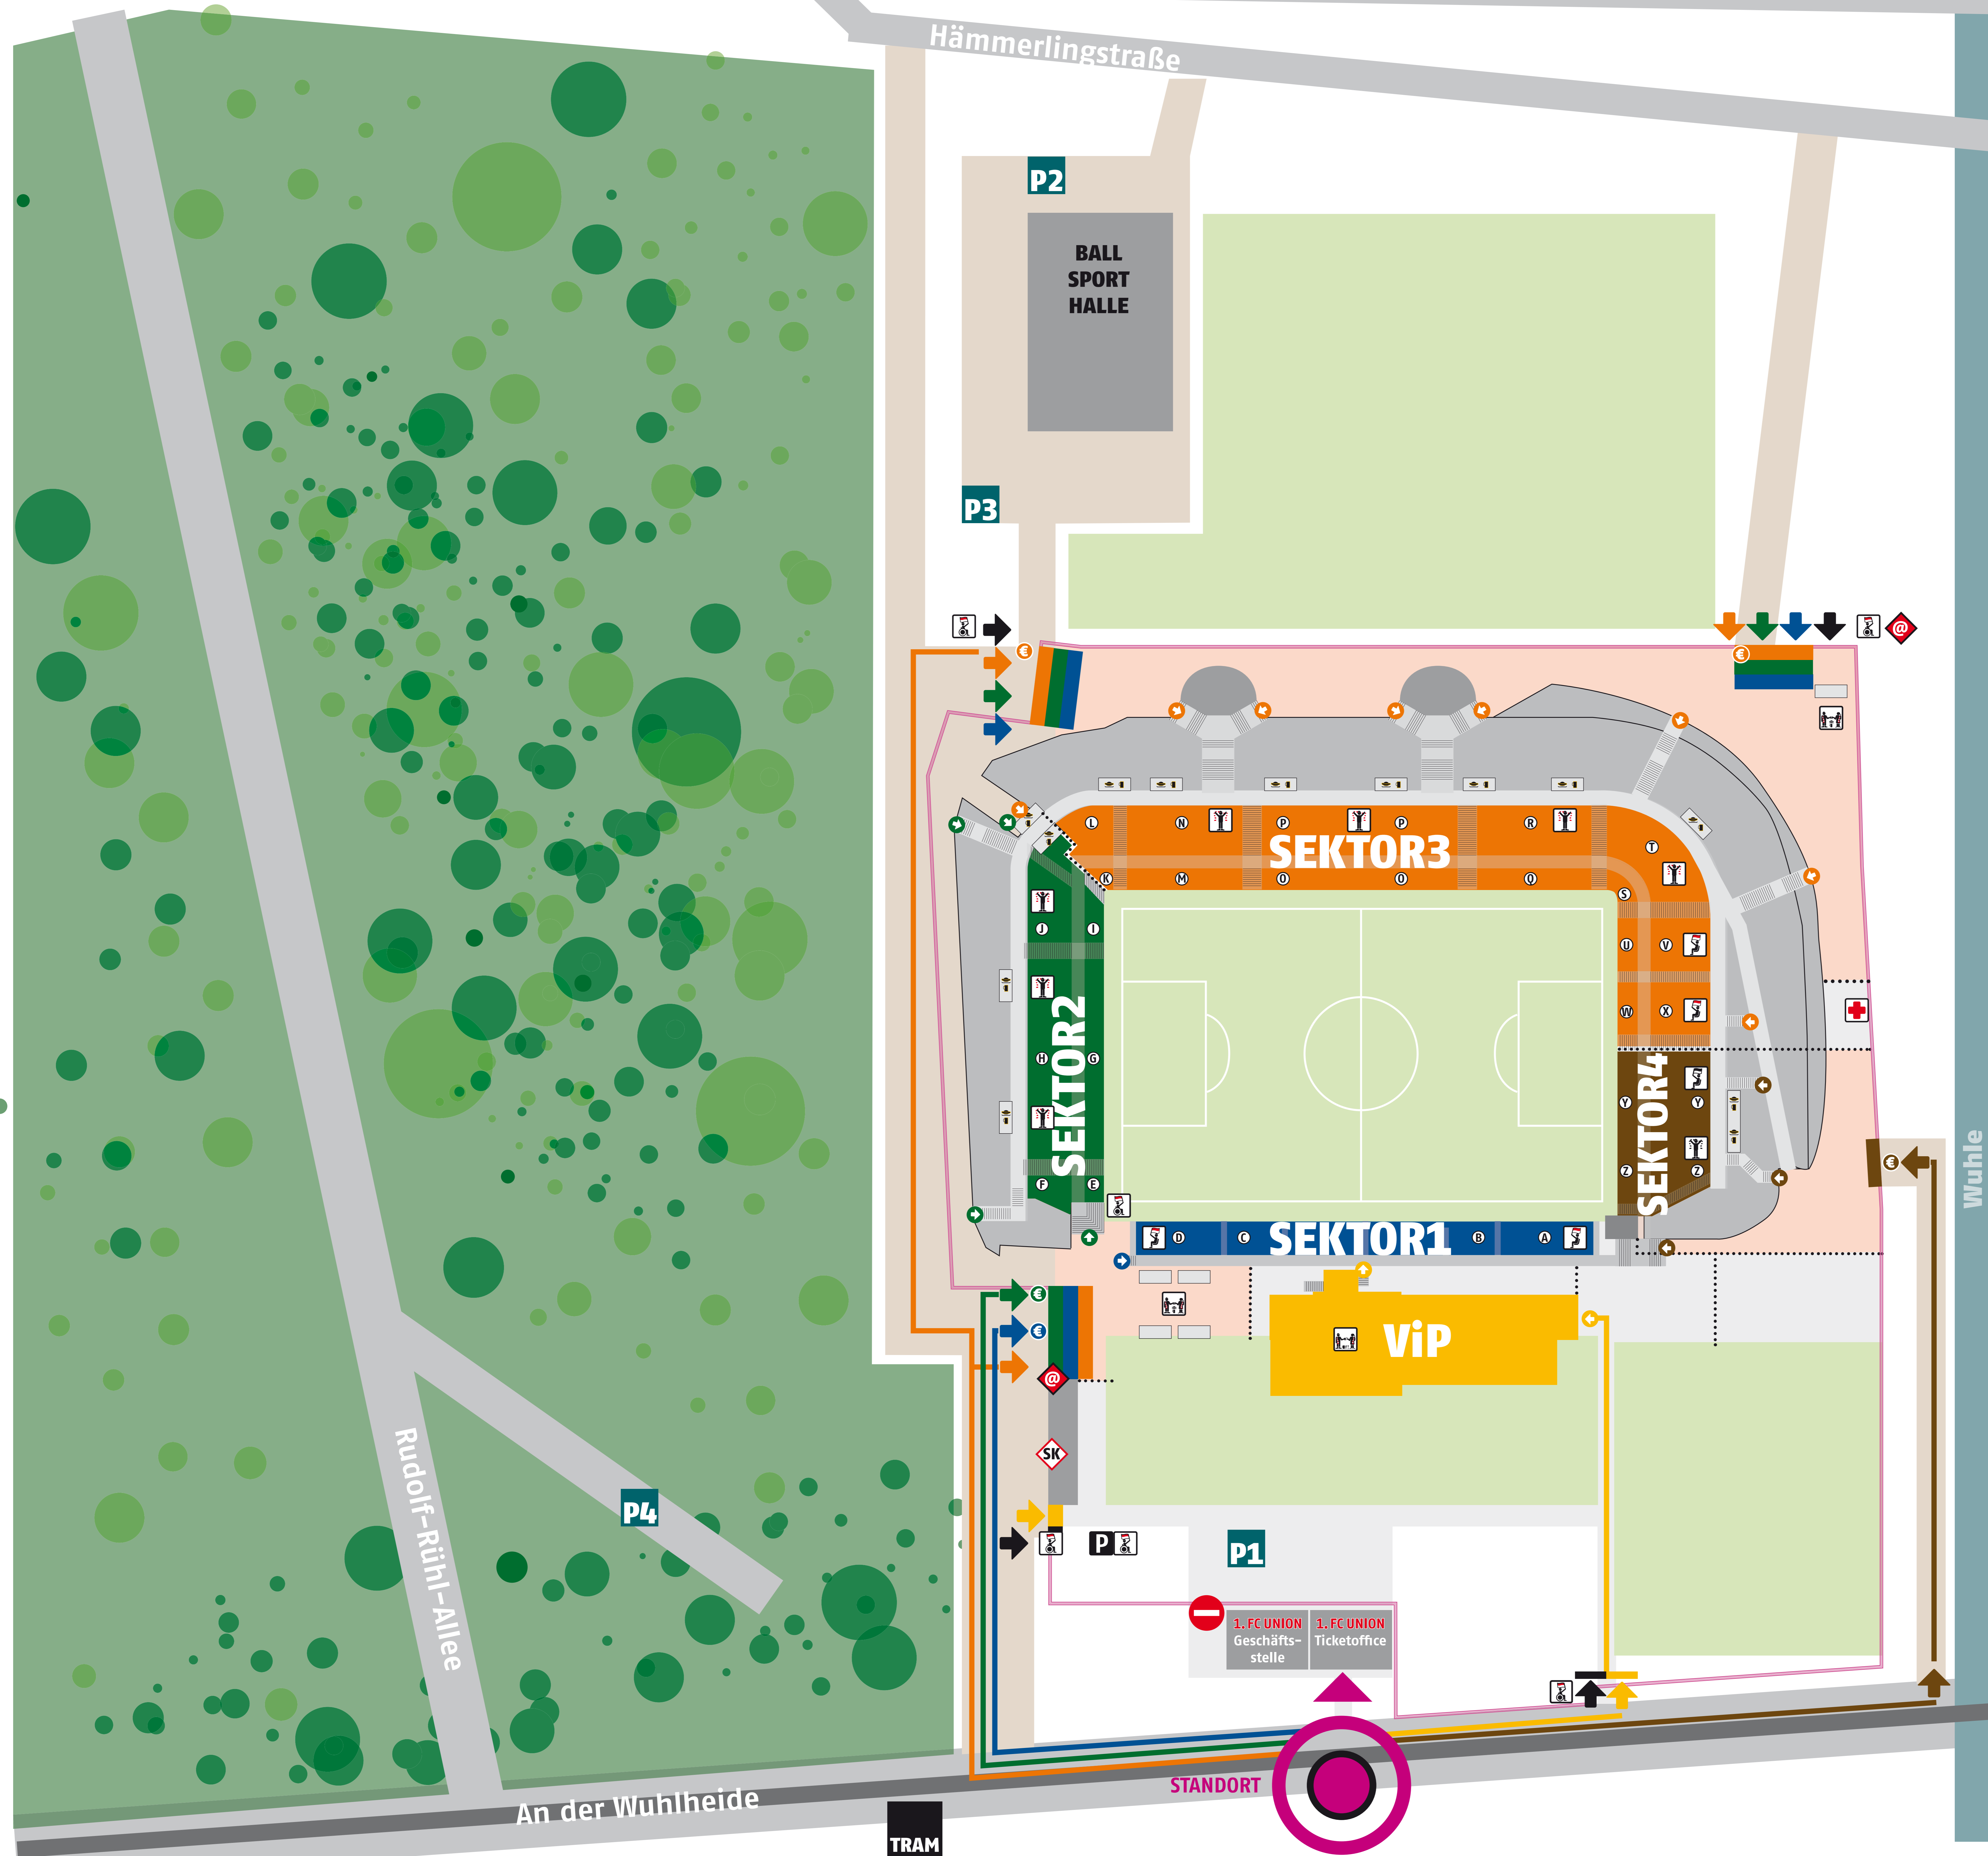 Hämmerlingstraße
P2
BALL
SPORT
HALLE
P3
€
€
@
L
N
P
P
R
T
SEKTOR3
K
M
O
O
Q
S
J
I
U
V
W
X
SEKTOR2
H
G
SEKTOR4
Y
Y
Z
Z
F
E
€
Wuhle
D
C
SEKTOR1
B
A
€
€
ViP
@
SK
P4
P
P1
Rudolf-Rühl-Allee
1. FC UNION
Geschäfts-
stelle
1. FC UNION
Ticketoffice
STANDORT
An der Wuhlheide
TRAM